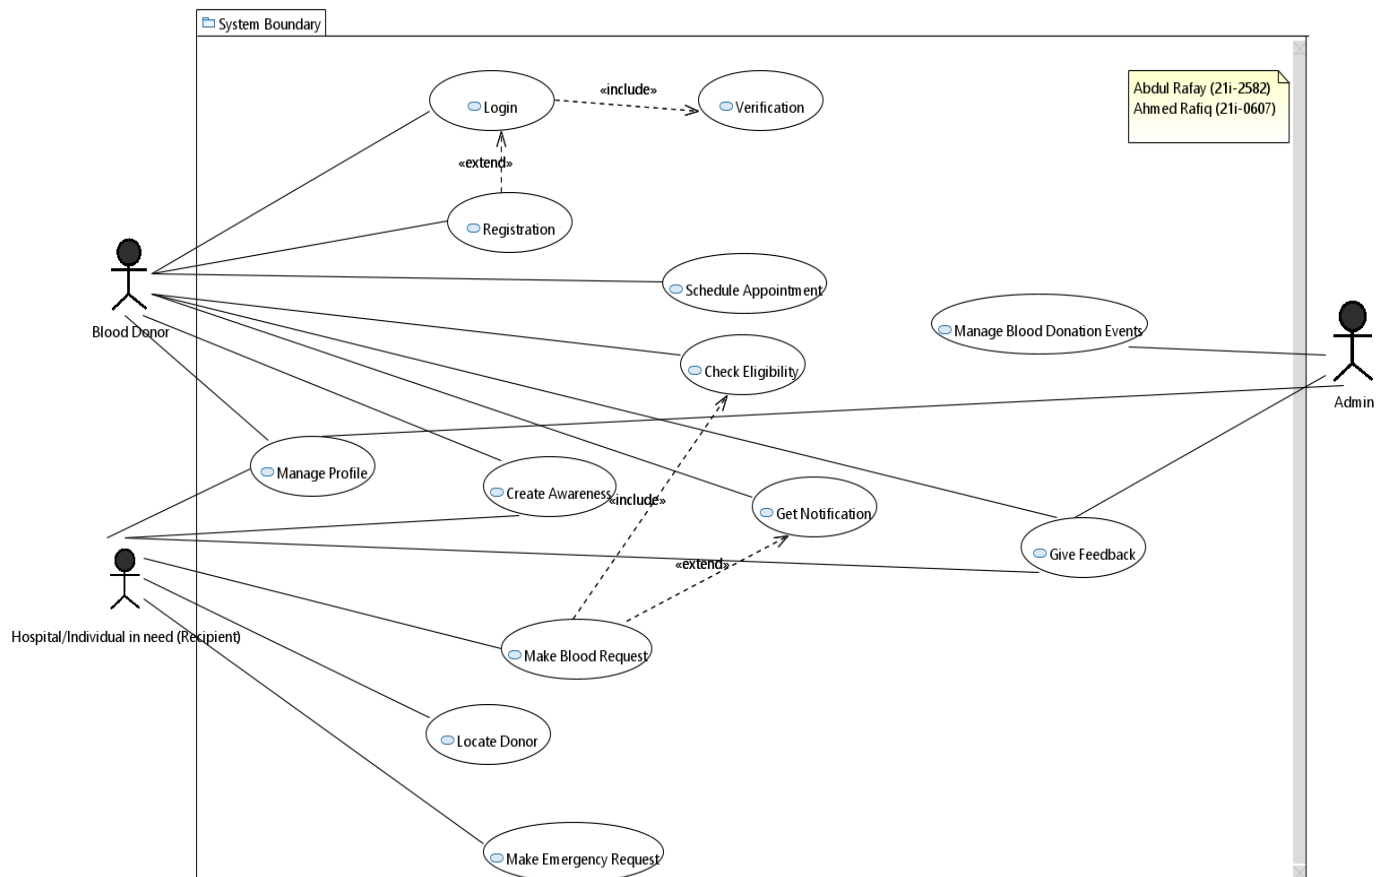 System Boundary
Abdul Rafay (21i-2582)
Ahmed Rafiq (21i-0607)
Login
«include»
Verification
«extend»
Registration
Schedule Appointment
Manage Blood Donation Events
Blood Donor
Check Eligibility
Admin
Manage Profile
Create Awareness
«include»
Get Notification
Give Feedback
«extend»
Hospital/Individual in need (Recipient)
Make Blood Request
Locate Donor
Make Emergency Request